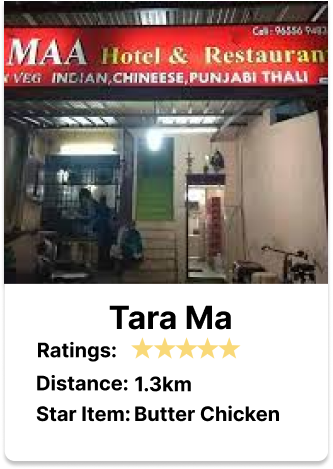 Call : 96556 9483
MAA Hotel & Restauran
VEG INDIAN,CHINEESE,PUNJABI THALI
Tara Ma
Ratings:
Distance: 1.3km
Star Item: Butter Chicken